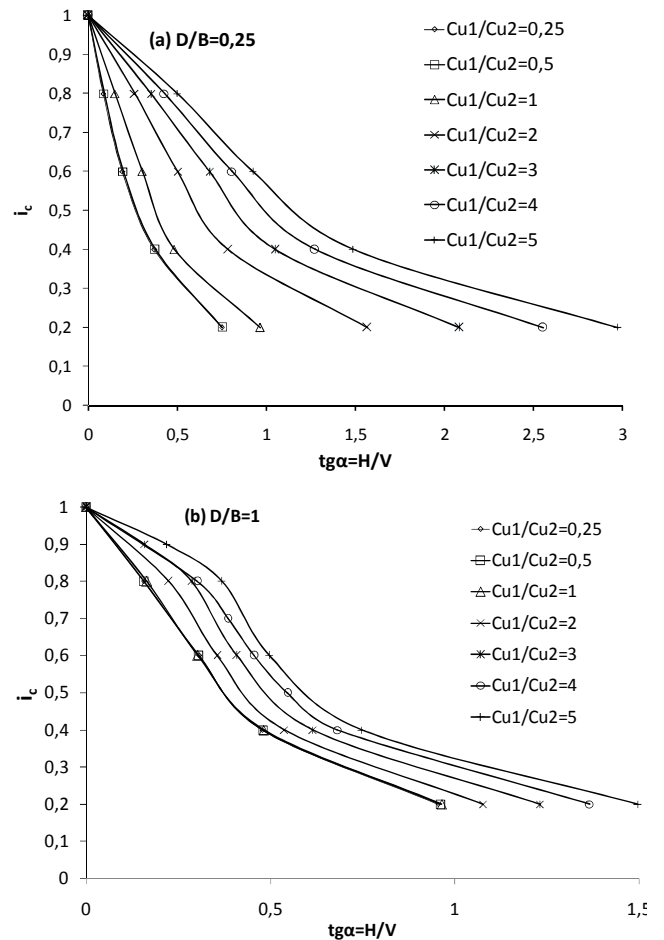 (a) D/B=0,25
1
0,9
0,8
0,7
0,6
0,5
0,4
0,3
0,2
0,1
0
ic
0
0,5
1
1,5
2
2,5
3
tgα=H/V
Cu1/Cu2=0,25
Cu1/Cu2=0,5
Cu1/Cu2=1
Cu1/Cu2=2
Cu1/Cu2=3
Cu1/Cu2=4
Cu1/Cu2=5
(b) D/B=1
1
0,9
0,8
0,7
0,6
0,5
0,4
0,3
0,2
0,1
0
ic
0
0,5
1
1,5
tgα=H/V
Cu1/Cu2=0,25
Cu1/Cu2=0,5
Cu1/Cu2=1
Cu1/Cu2=2
Cu1/Cu2=3
Cu1/Cu2=4
Cu1/Cu2=5